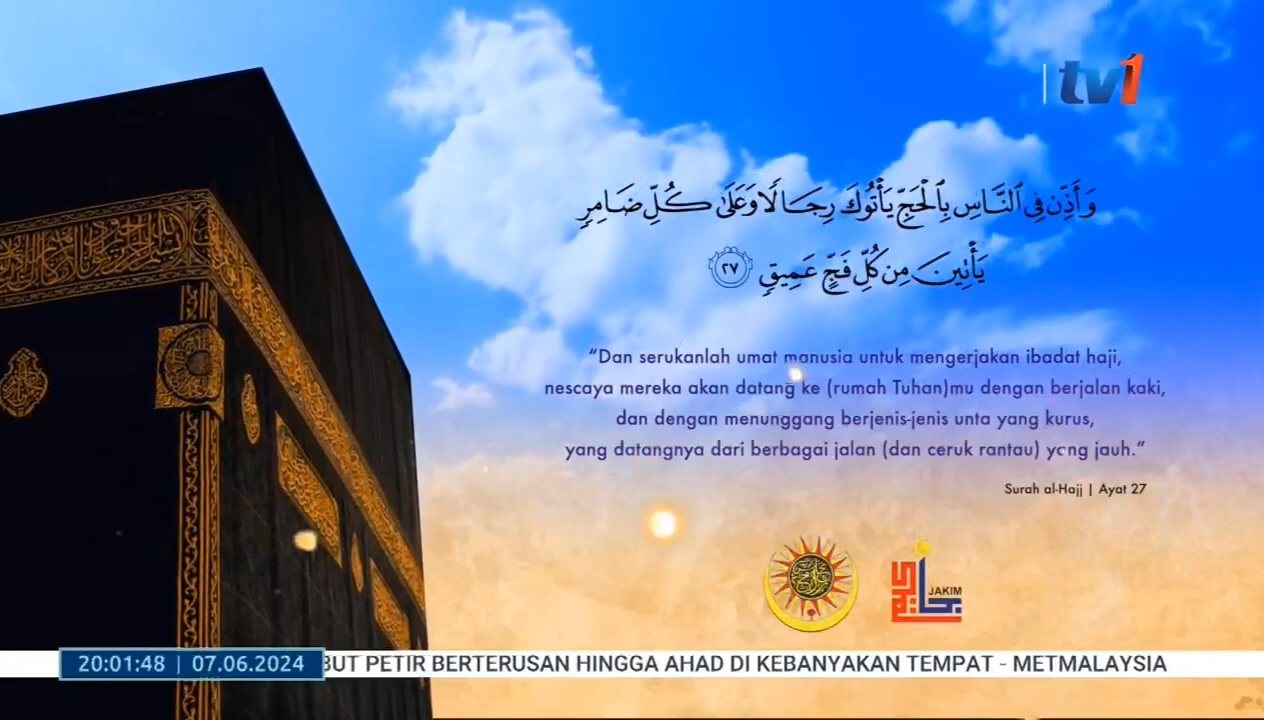 tv1
وَأَذِّن فِي ٱلنَّاسِ بِٱلْحَجِّ يَأْتُوكَ رِجَالًا وَعَلَىٰ كُلِّ ضَامِرٍ
يَأْتِينَ مِن كُلِّ فَجٍّ عَمِيقٍ ٢٧
“Dan serukanlah umat manusia untuk mengerjakan ibadat haji,
nescaya mereka akan datang ke (rumah Tuhan)mu dengan berjalan kaki,
dan dengan menunggang berjenis-jenis unta yang kurus,
yang datangnya dari berbagai jalan (dan ceruk rantau) yang jauh.”
Surah al-Hajj | Ayat 27
JAKIM
20:01:48 | 07.06.2024 BUT PETIR BERTERUSAN HINGGA AHAD DI KEBANYAKAN TEMPAT - METMALAYSIA